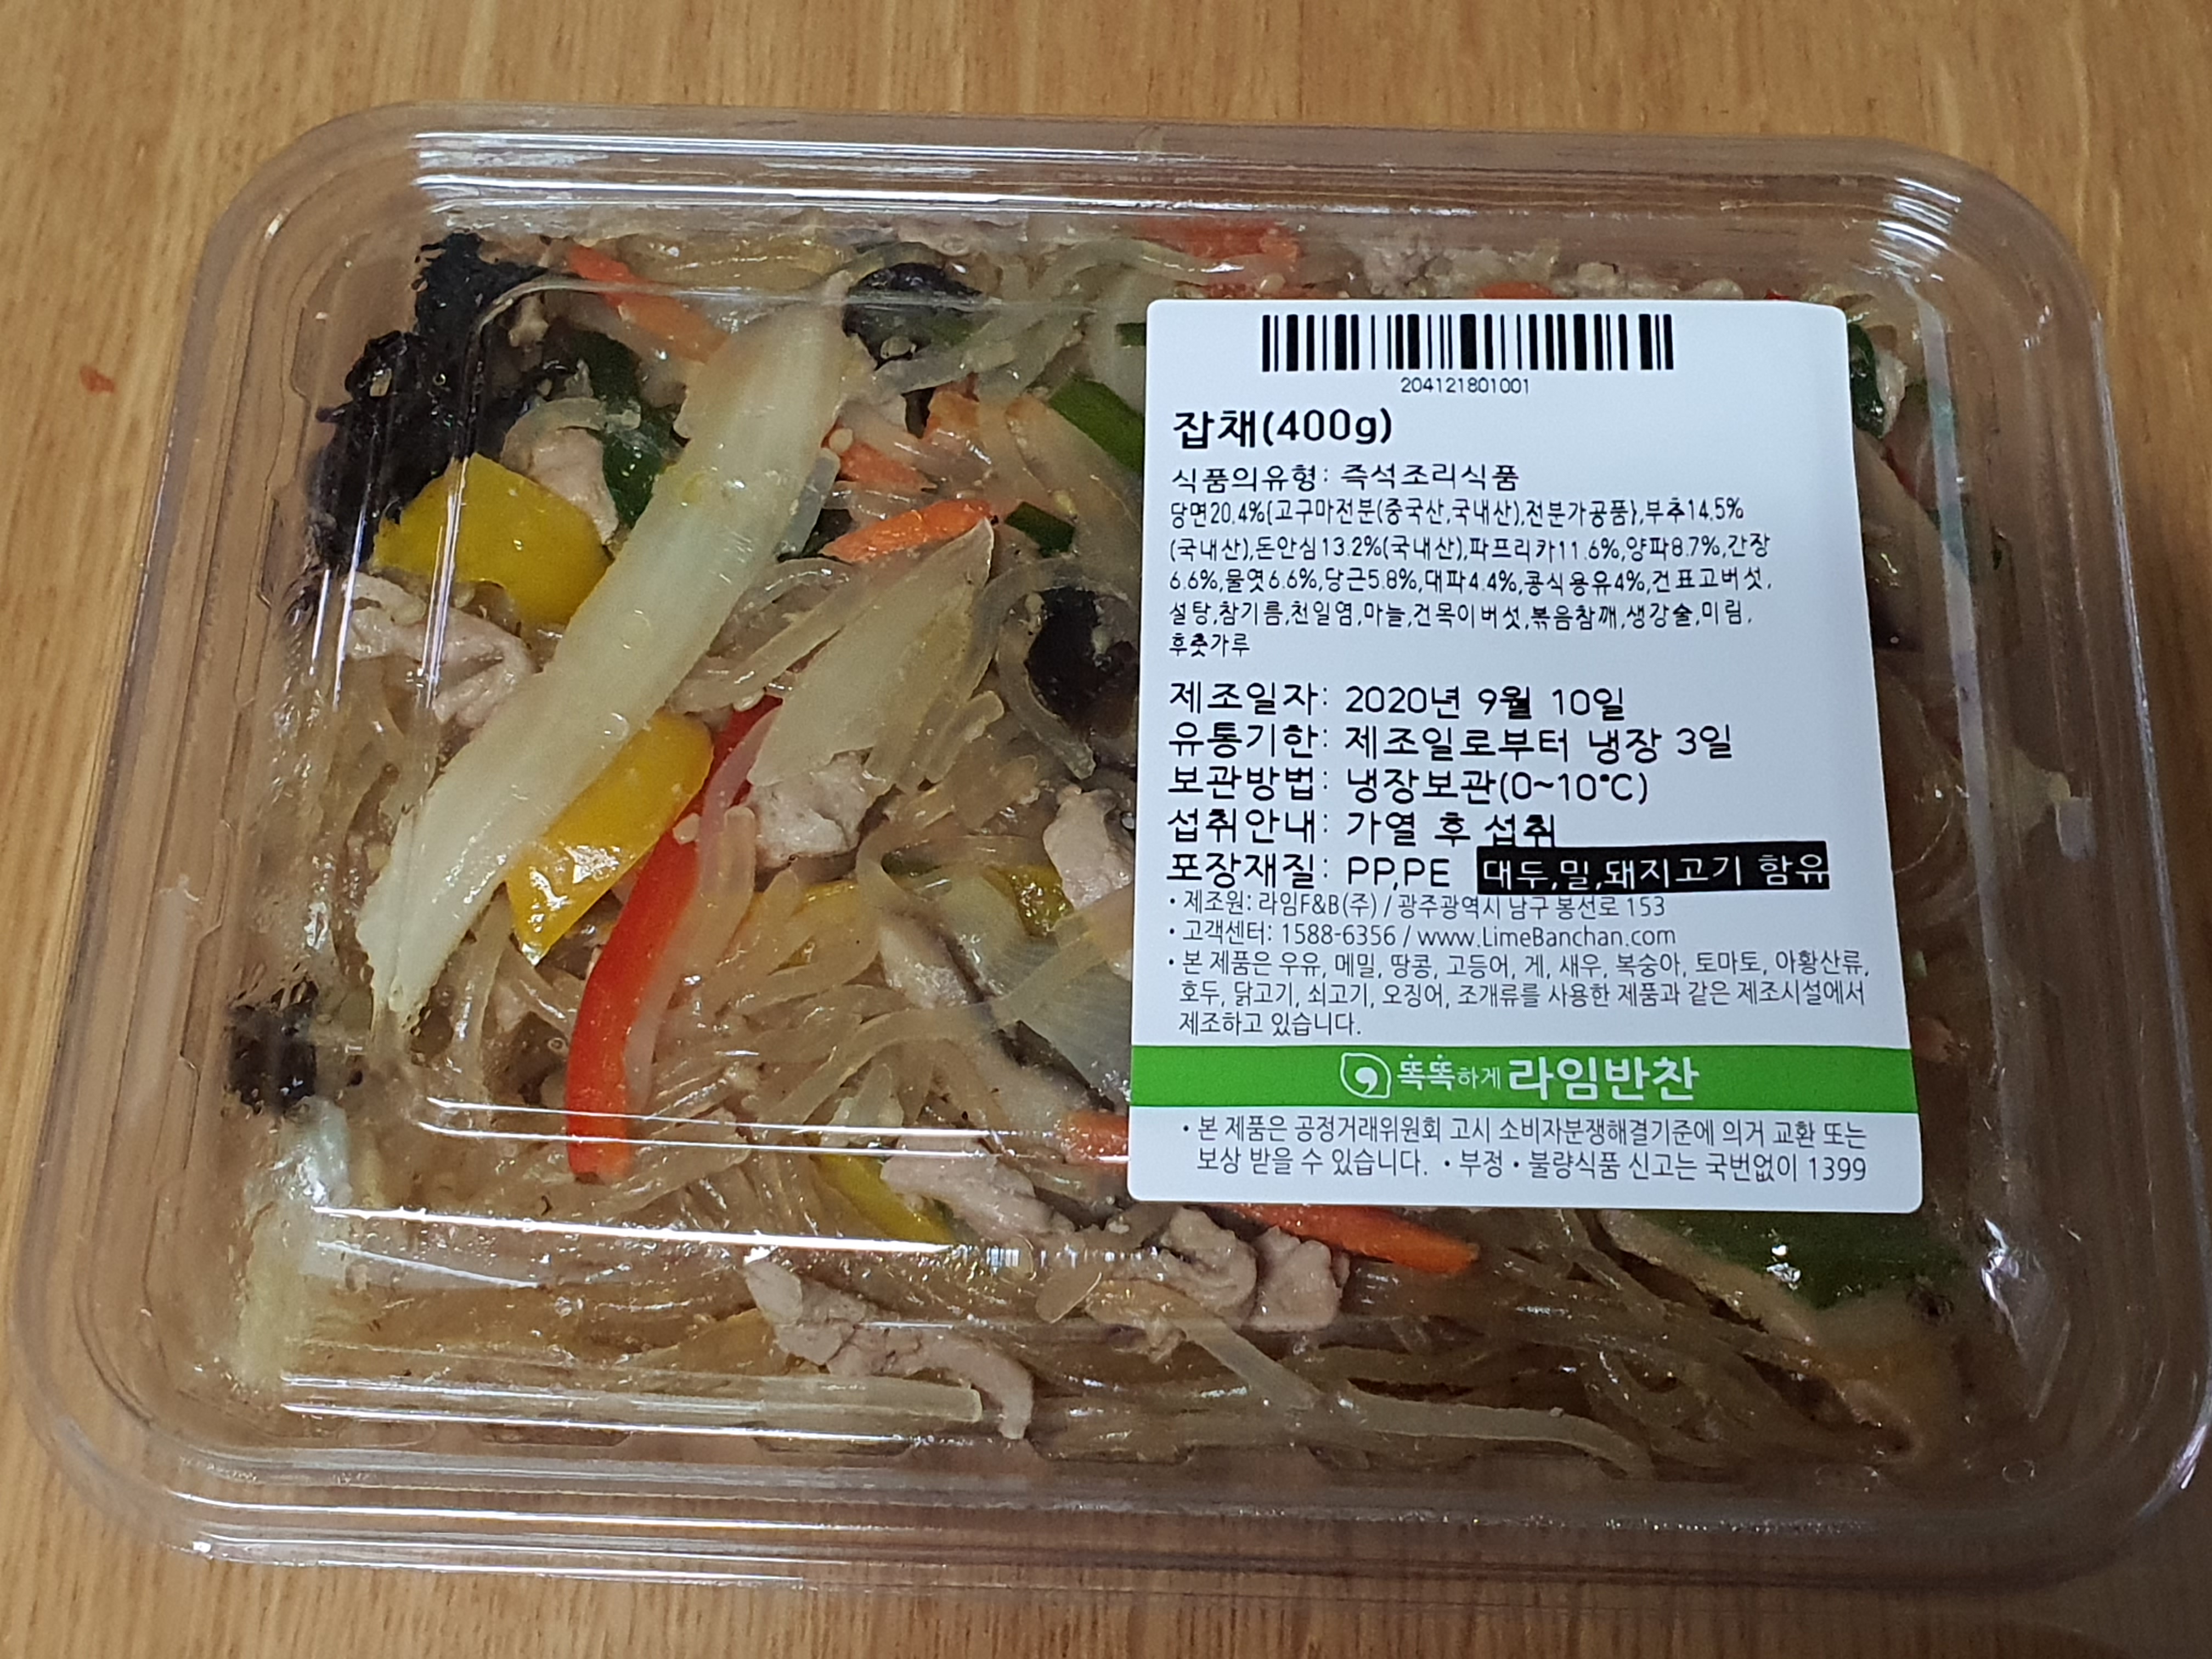 204121801001
잡채(400g)
식품의유형: 즉석조리식품
당면20.4%{고구마전분(중국산,국내산),전분가공품},부추14.5%
(국내산),돈안심13.2%(국내산),파프리카11.6%,양파8.7%,간장
6.6%,물엿6.6%,당근5.8%,대파4.4%,콩식용유4%,건표고버섯,
설탕,참기름,천일염,마늘,건목이버섯,볶음참깨,생강술,미림,
후춧가루
제조일자: 2020년 9월 10일
유통기한: 제조일로부터 냉장 3일
보관방법: 냉장보관(0~10℃)
섭취안내: 가열 후 섭취
포장재질: PP,PE 대두,밀,돼지고기 함유
• 제조원: 라임F&B(주) / 광주광역시 남구 봉선로 153
• 고객센터: 1588-6356 / www.LimeBanchan.com
• 본 제품은 우유, 메밀, 땅콩, 고등어, 게, 새우, 복숭아, 토마토, 아황산류,
호두, 닭고기, 쇠고기, 오징어, 조개류를 사용한 제품과 같은 제조시설에서
제조하고 있습니다.
똑똑하게 라임반찬
• 본 제품은 공정거래위원회 고시 소비자분쟁해결기준에 의거 교환 또는
보상 받을 수 있습니다. • 부정 • 불량식품 신고는 국번없이 1399